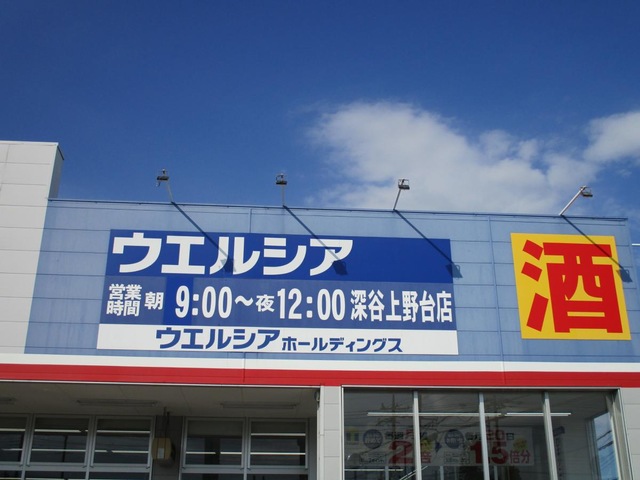 ウエルシア
営業時間 朝 9:00～夜12:00 深谷上野台店
ウエルシアホールディングス
酒